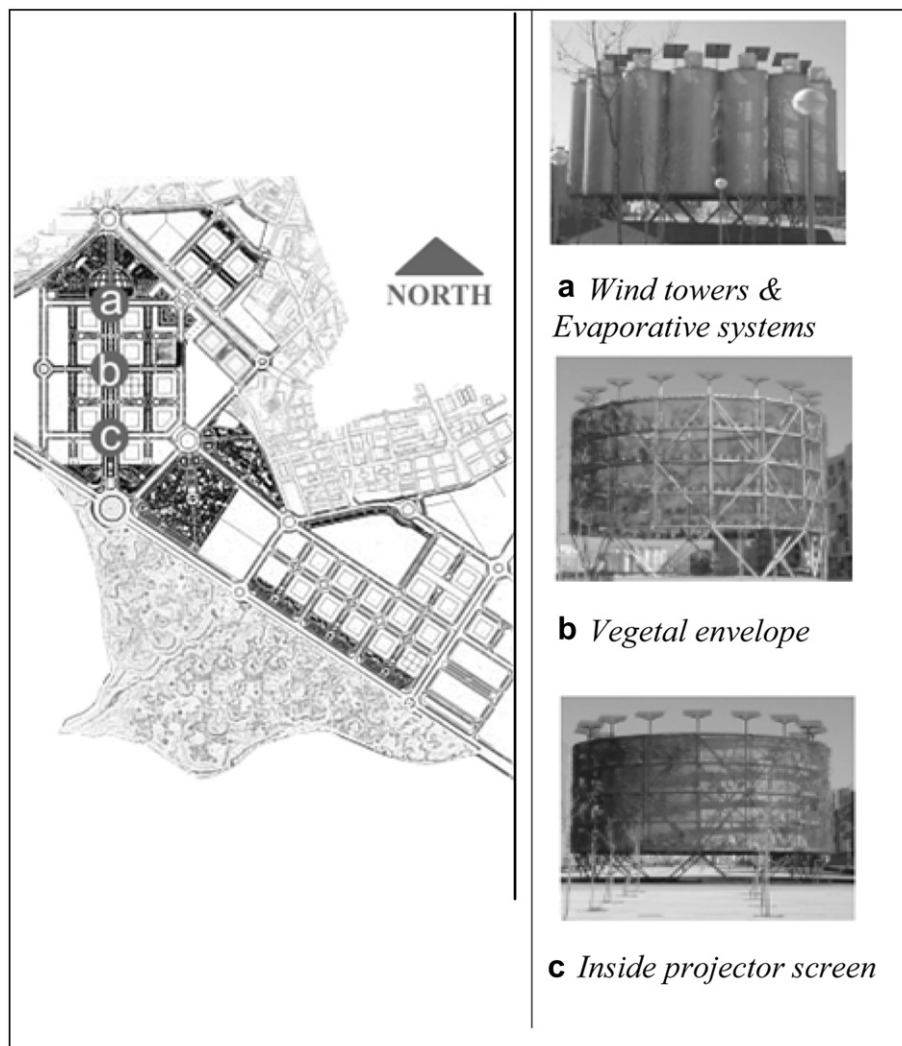 a
b
c
NORTH
a Wind towers &
Evaporative systems
b Vegetal envelope
c Inside projector screen